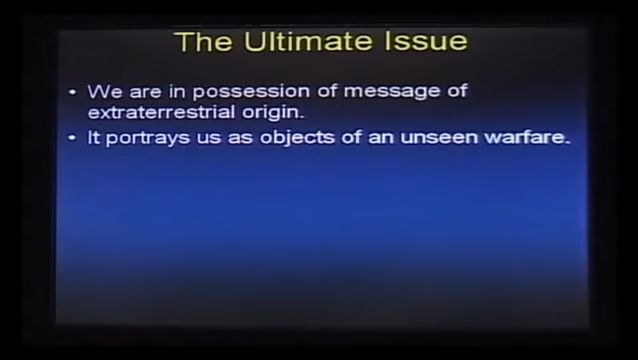 The Ultimate Issue
• We are in possession of message of
extraterrestrial origin.
• It portrays us as objects of an unseen warfare.